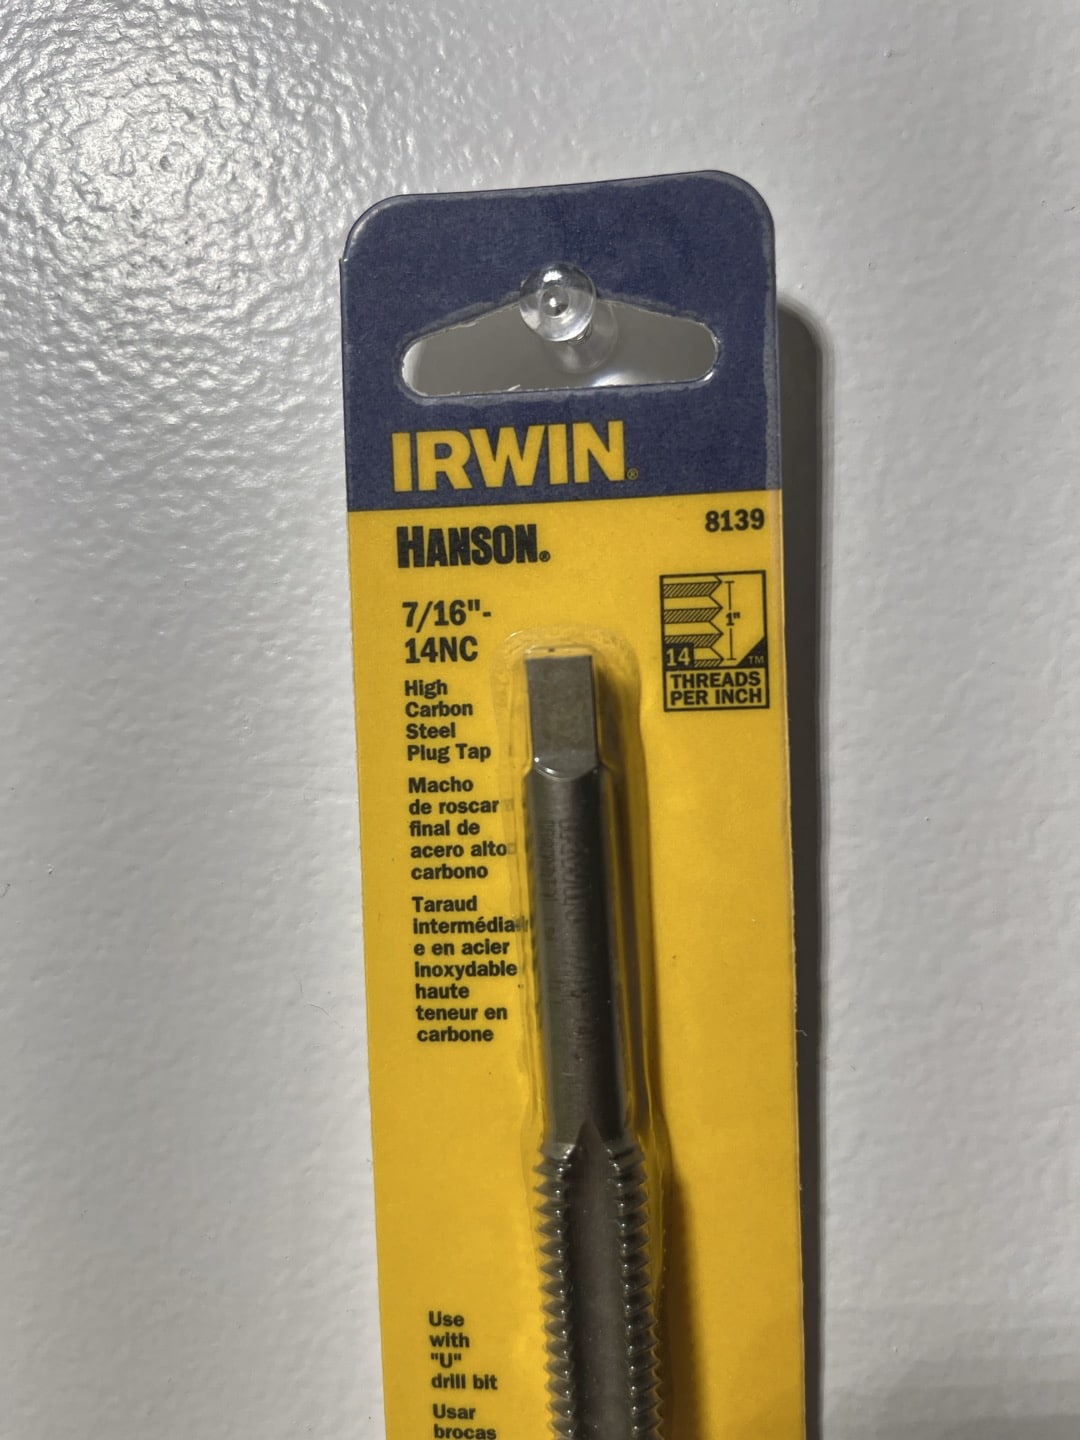 IRWIN®
HANSON®
8139
7/16"-
14NC
1"
14
TM
THREADS
PER INCH
High
Carbon
Steel
Plug Tap
Macho
de roscar
final de
acero alto
carbono
Taraud
intermédia
e en acier
inoxydable
haute
teneur en
carbone
Use
with
"U"
drill bit
Usar
brocas